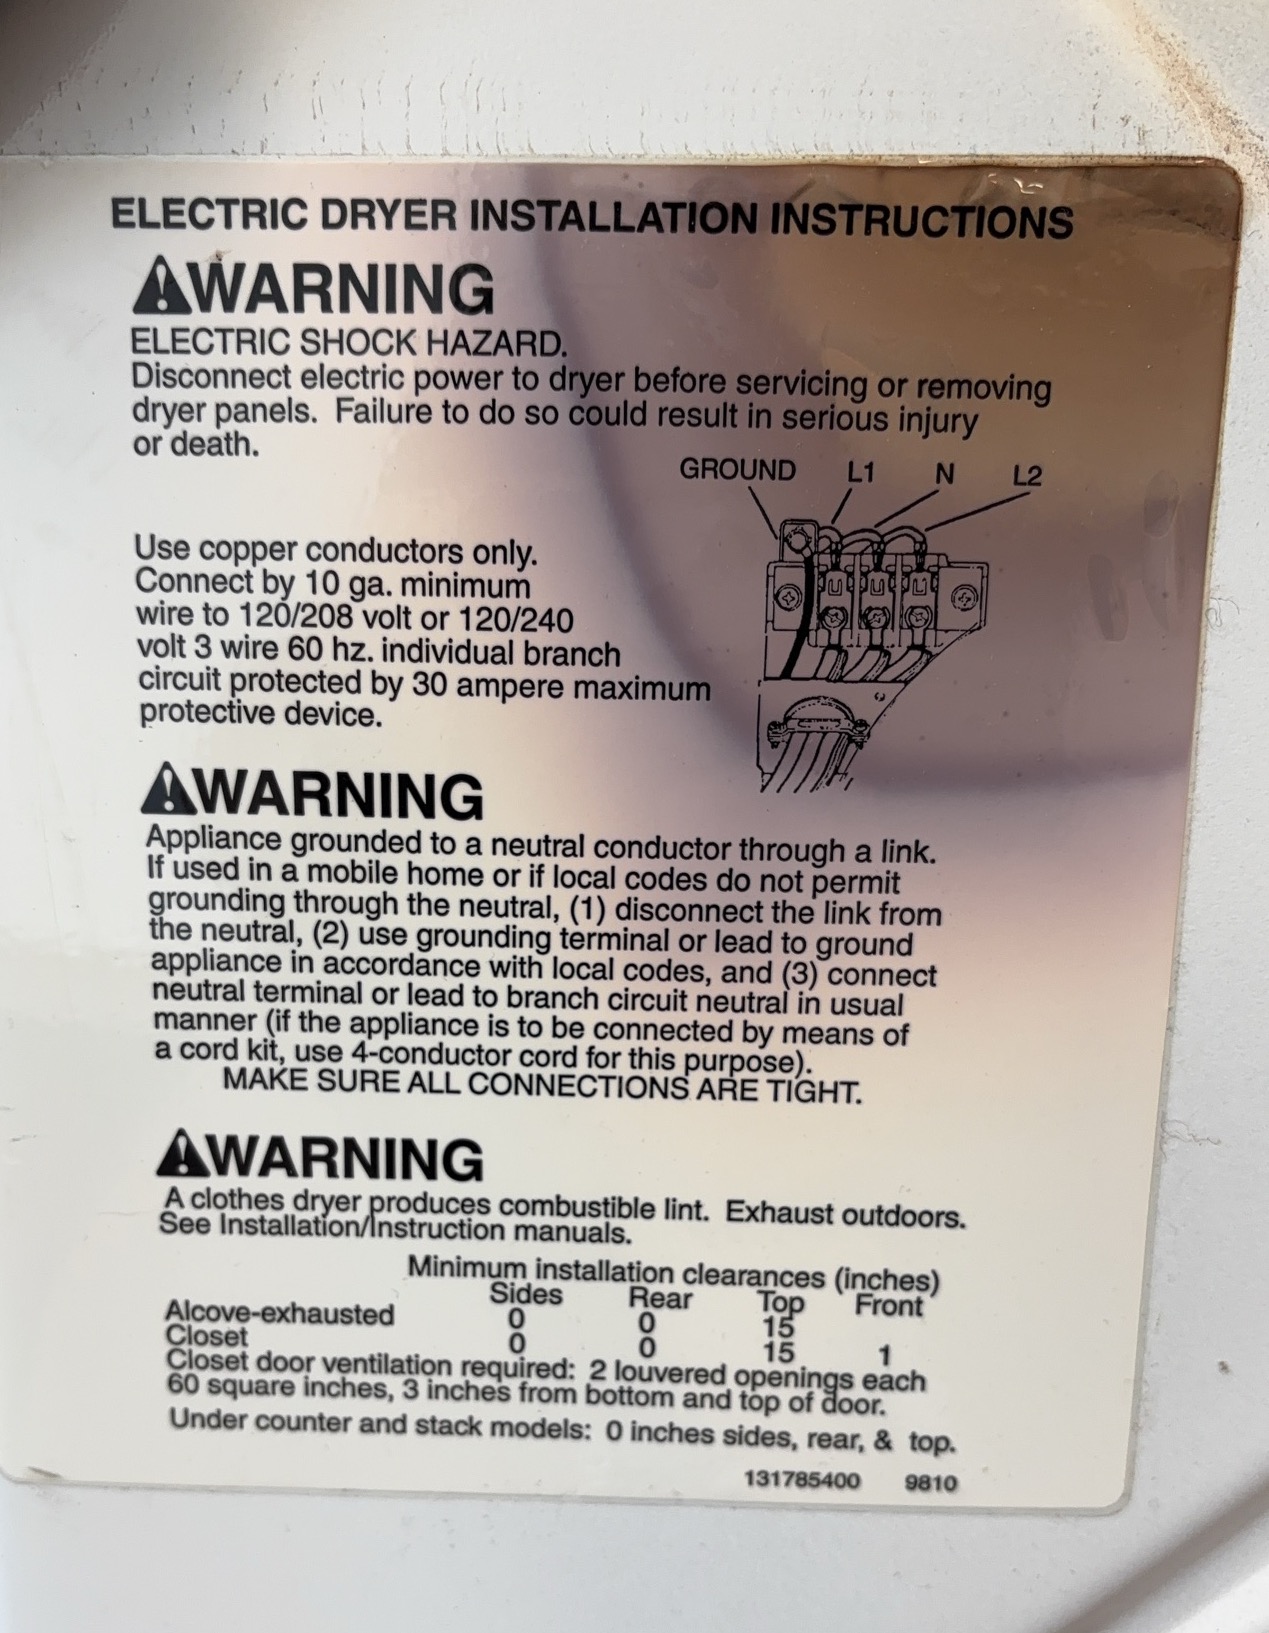 ELECTRIC DRYER INSTALLATION INSTRUCTIONS
WARNING
ELECTRIC SHOCK HAZARD.
Disconnect electric power to dryer before servicing or removing
dryer panels. Failure to do so could result in serious injury
or death.
GROUND L1 N L2
Use copper conductors only.
Connect by 10 ga. minimum
wire to 120/208 volt or 120/240
volt 3 wire 60 hz. individual branch
circuit protected by 30 ampere maximum
protective device.
WARNING
Appliance grounded to a neutral conductor through a link.
If used in a mobile home or if local codes do not permit
grounding through the neutral, (1) disconnect the link from
the neutral, (2) use grounding terminal or lead to ground
appliance in accordance with local codes, and (3) connect
neutral terminal or lead to branch circuit neutral in usual
manner (if the appliance is to be connected by means of
a cord kit, use 4-conductor cord for this purpose).
MAKE SURE ALL CONNECTIONS ARE TIGHT.
WARNING
A clothes dryer produces combustible lint. Exhaust outdoors.
See Installation/Instruction manuals.
Minimum installation clearances (inches)
Sides Rear Top Front
Alcove-exhausted 0 0 15
Closet 0 0 15 1
Closet door ventilation required: 2 louvered openings each
60 square inches, 3 inches from bottom and top of door.
Under counter and stack models: 0 inches sides, rear, & top.
131785400 9810